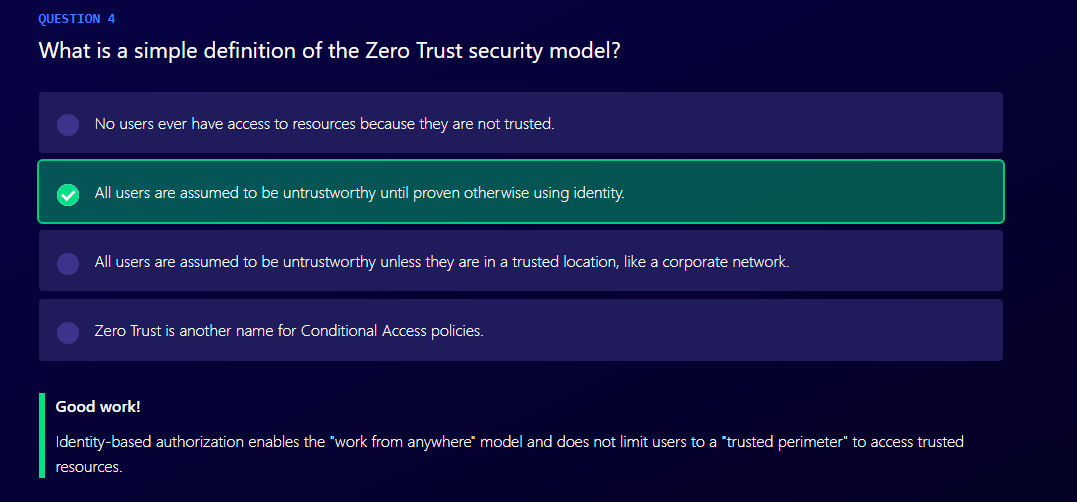 QUESTION 4
What is a simple definition of the Zero Trust security model?
No users ever have access to resources because they are not trusted.
All users are assumed to be untrustworthy until proven otherwise using identity.
All users are assumed to be untrustworthy unless they are in a trusted location, like a corporate network.
Zero Trust is another name for Conditional Access policies.
Good work!
Identity-based authorization enables the "work from anywhere" model and does not limit users to a "trusted perimeter" to access trusted
resources.